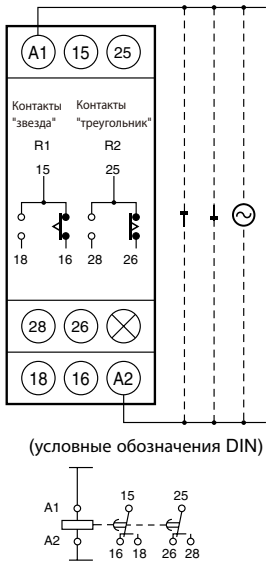 A1 15 25
Контакты Контакты
"звезда" "треугольник"
R1 R2
15 25
18 16 28 26
28 26
18 16 A2
(условные обозначения DIN)
15 25
A1
A2
16 18 26 28